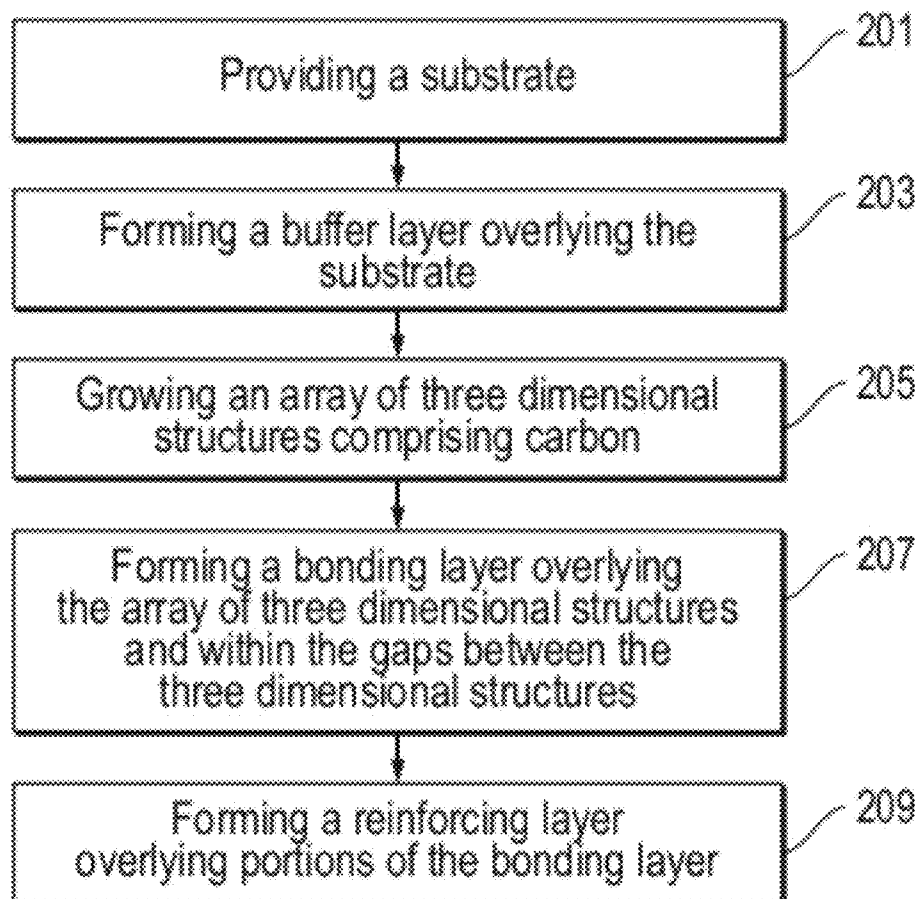 201
Providing a substrate
203
Forming a buffer layer overlying the
substrate
205
Growing an array of three dimensional
structures comprising carbon
207
Forming a bonding layer overlying
the array of three dimensional structures
and within the gaps between the
three dimensional structures
209
Forming a reinforcing layer
overlying portions of the bonding layer